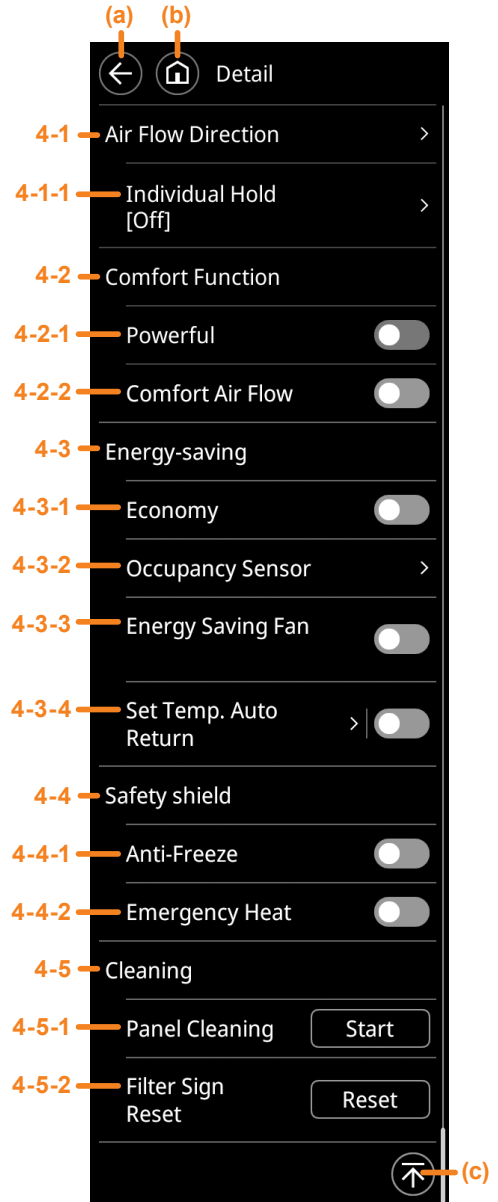 (a) (b)
Detail
4-1 Air Flow Direction
4-1-1 Individual Hold
[Off]
4-2 Comfort Function
4-2-1 Powerful
4-2-2 Comfort Air Flow
4-3 Energy-saving
4-3-1 Economy
4-3-2 Occupancy Sensor
4-3-3 Energy Saving Fan
4-3-4 Set Temp. Auto
Return
4-4 Safety shield
4-4-1 Anti-Freeze
4-4-2 Emergency Heat
4-5 Cleaning
4-5-1 Panel Cleaning Start
4-5-2 Filter Sign
Reset Reset
(c)